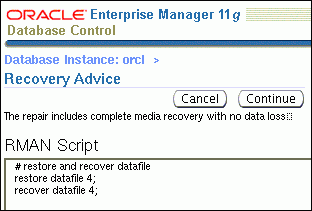 ORACLE Enterprise Manager 11g
Database Control
Database Instance: orcl >
Recovery Advice
Cancel Continue
The repair includes complete media recovery with no data loss
RMAN Script
# restore and recover datafile
restore datafile 4;
recover datafile 4;